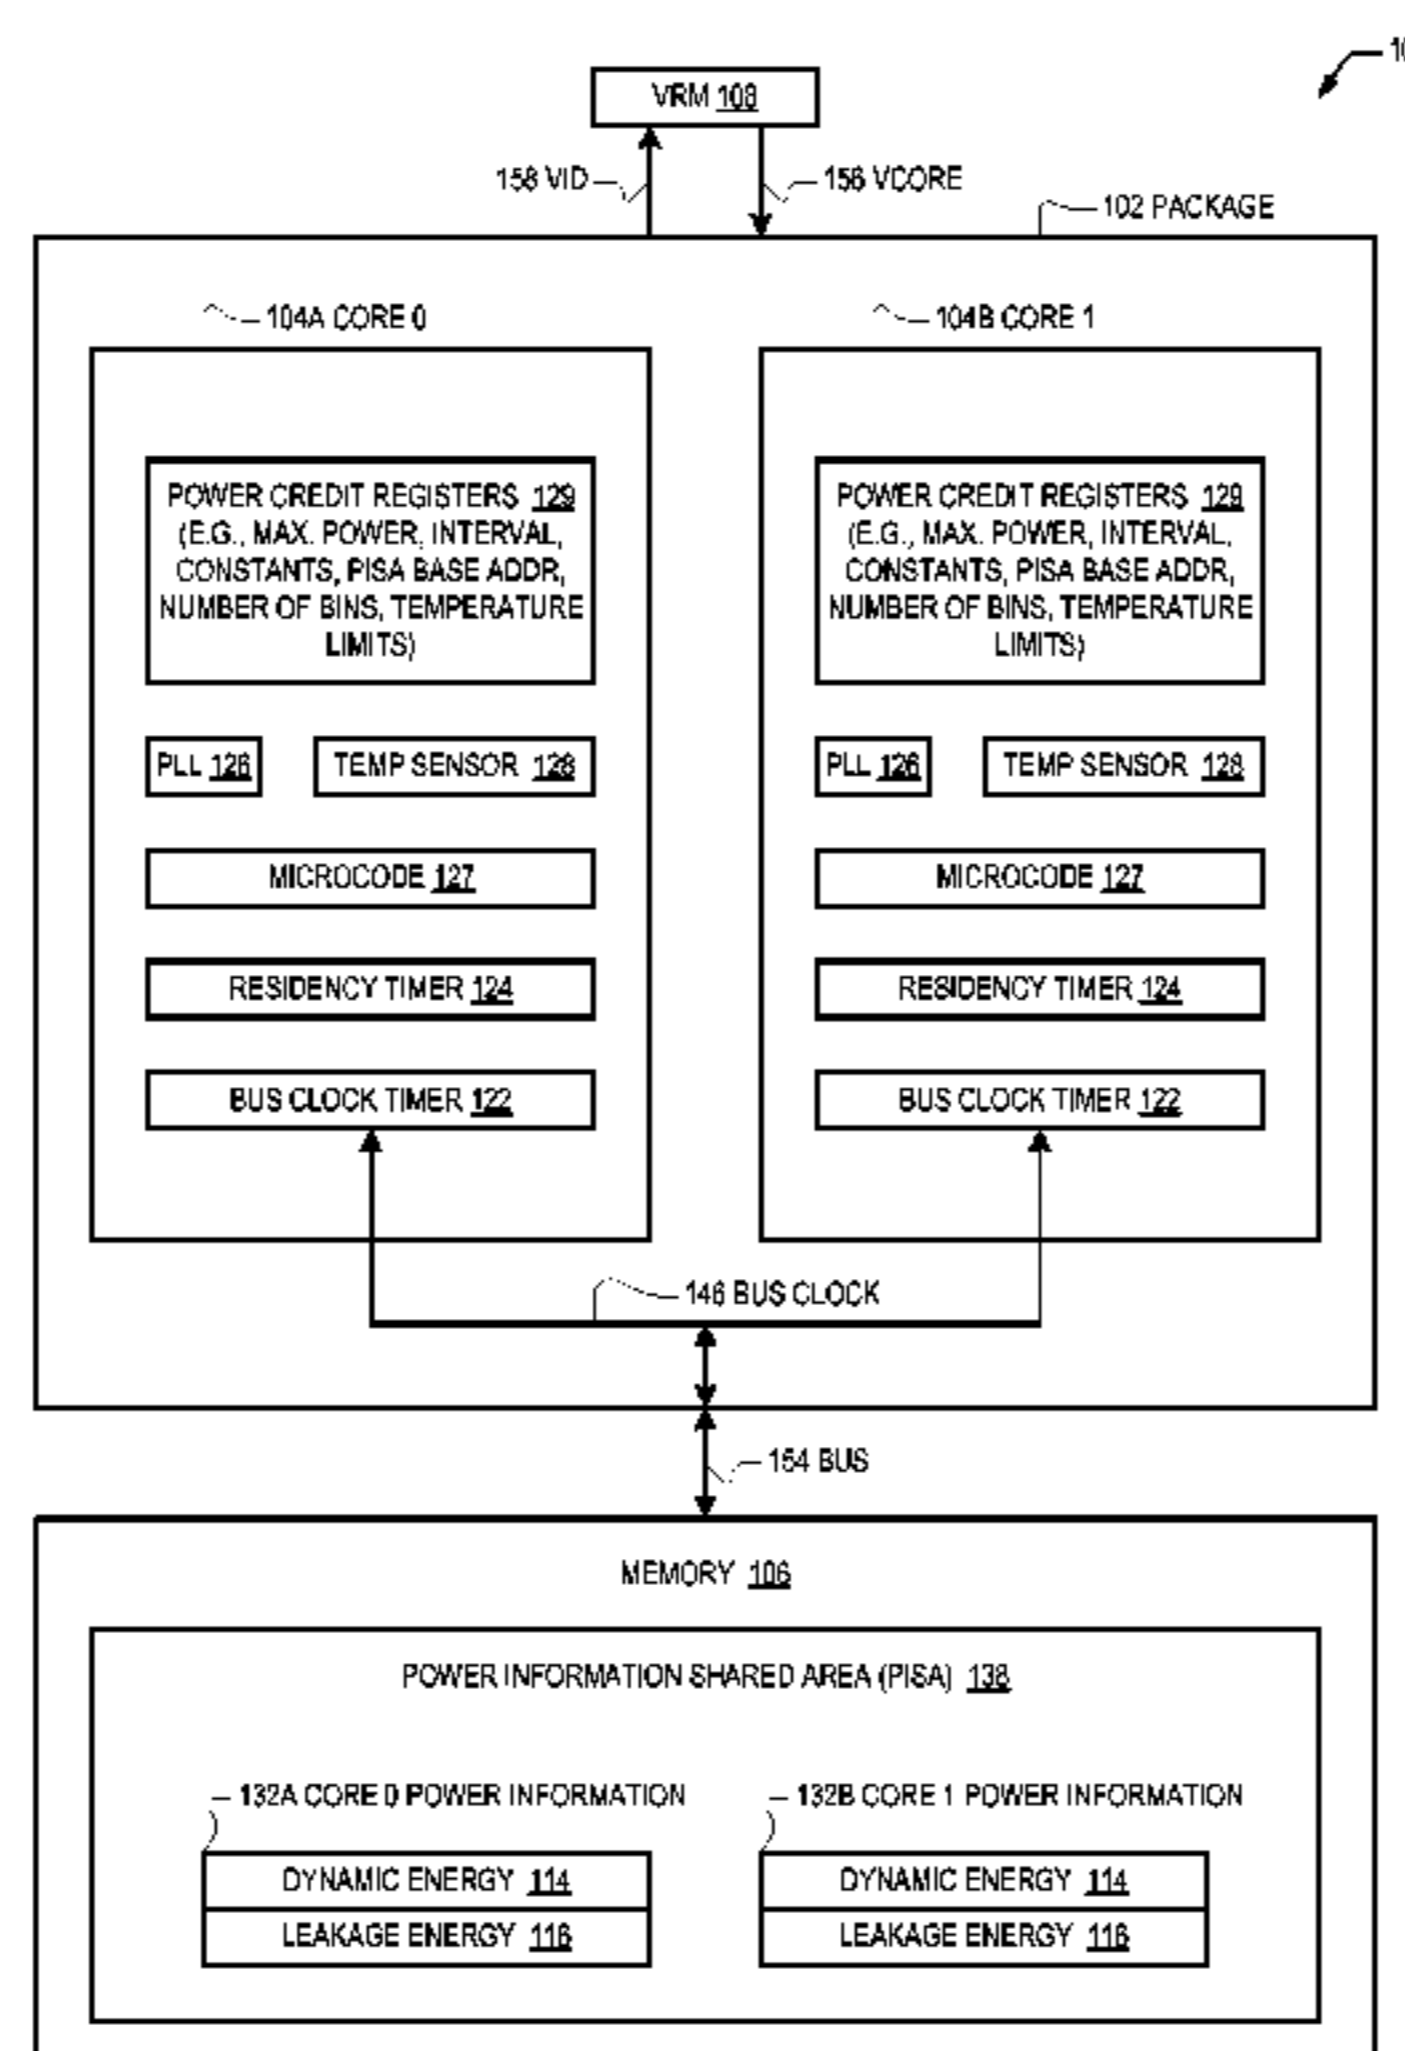 10
VRM 108
158 VID
156 VCORE
102 PACKAGE
104A CORE 0
104B CORE 1
POWER CREDIT REGISTERS 129
(E.G., MAX. POWER, INTERVAL,
CONSTANTS, PISA BASE ADDR,
NUMBER OF BINS, TEMPERATURE
LIMITS)
POWER CREDIT REGISTERS 129
(E.G., MAX. POWER, INTERVAL,
CONSTANTS, PISA BASE ADDR,
NUMBER OF BINS, TEMPERATURE
LIMITS)
PLL 126
TEMP SENSOR 128
PLL 126
TEMP SENSOR 128
MICROCODE 127
MICROCODE 127
RESIDENCY TIMER 124
RESIDENCY TIMER 124
BUS CLOCK TIMER 122
BUS CLOCK TIMER 122
146 BUS CLOCK
154 BUS
MEMORY 106
POWER INFORMATION SHARED AREA (PISA) 138
132A CORE 0 POWER INFORMATION
132B CORE 1 POWER INFORMATION
DYNAMIC ENERGY 114
DYNAMIC ENERGY 114
LEAKAGE ENERGY 116
LEAKAGE ENERGY 116